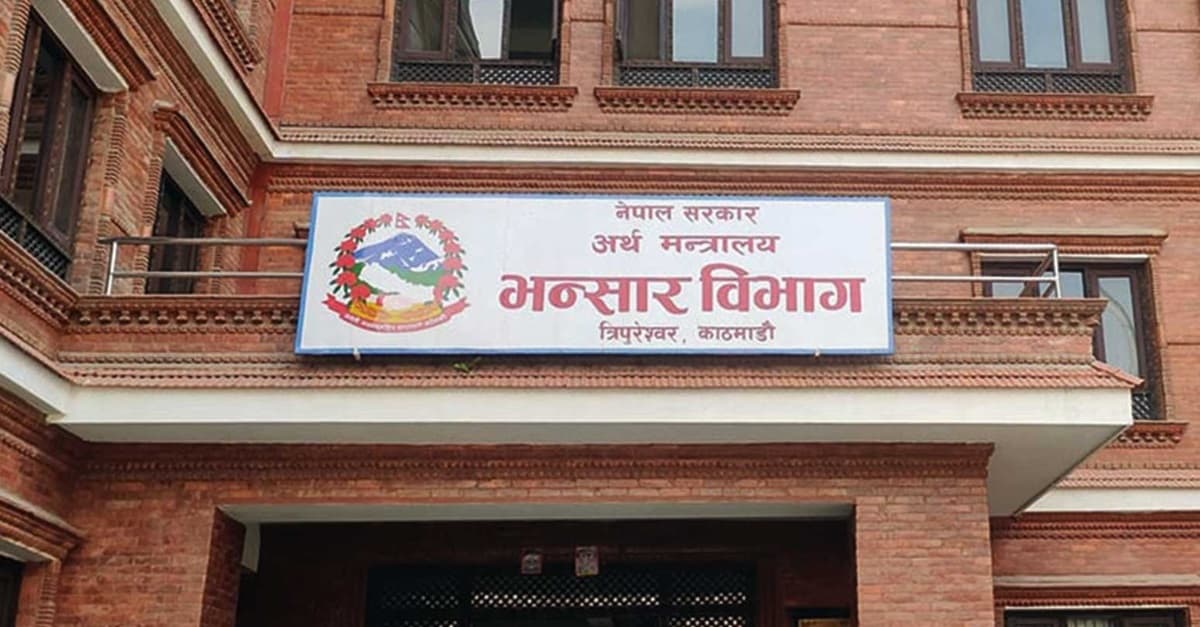 नेपाल सरकार
अर्थ मन्त्रालय
भन्सार विभाग
त्रिपुरेश्वर, काठमाडौ